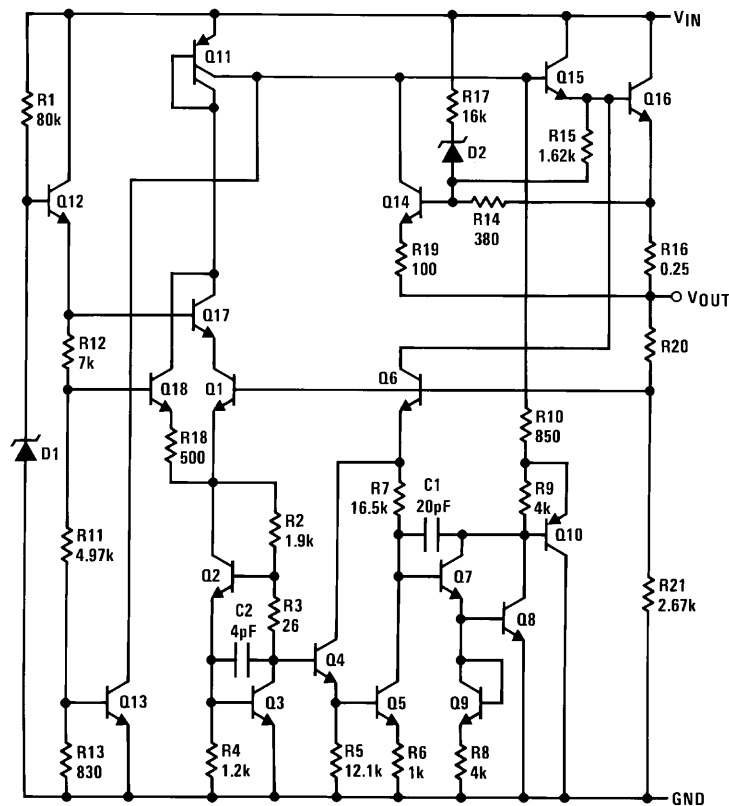 VIN
Q11
Q15
Q16
R1
80k
R17
16k
R15
1.62k
D2
Q12
Q14
R14
380
R19
100
R16
0.25
VOUT
Q17
R12
7k
R20
Q18
Q1
Q6
R18
500
R10
850
D1
R7
16.5k
C1
20pF
R9
4k
R2
1.9k
Q10
R11
4.97k
Q2
Q7
R3
26
Q8
R21
2.67k
C2
4pF
Q4
Q13
Q3
Q5
Q9
R13
830
R4
1.2k
R5
12.1k
R6
1k
R8
4k
GND